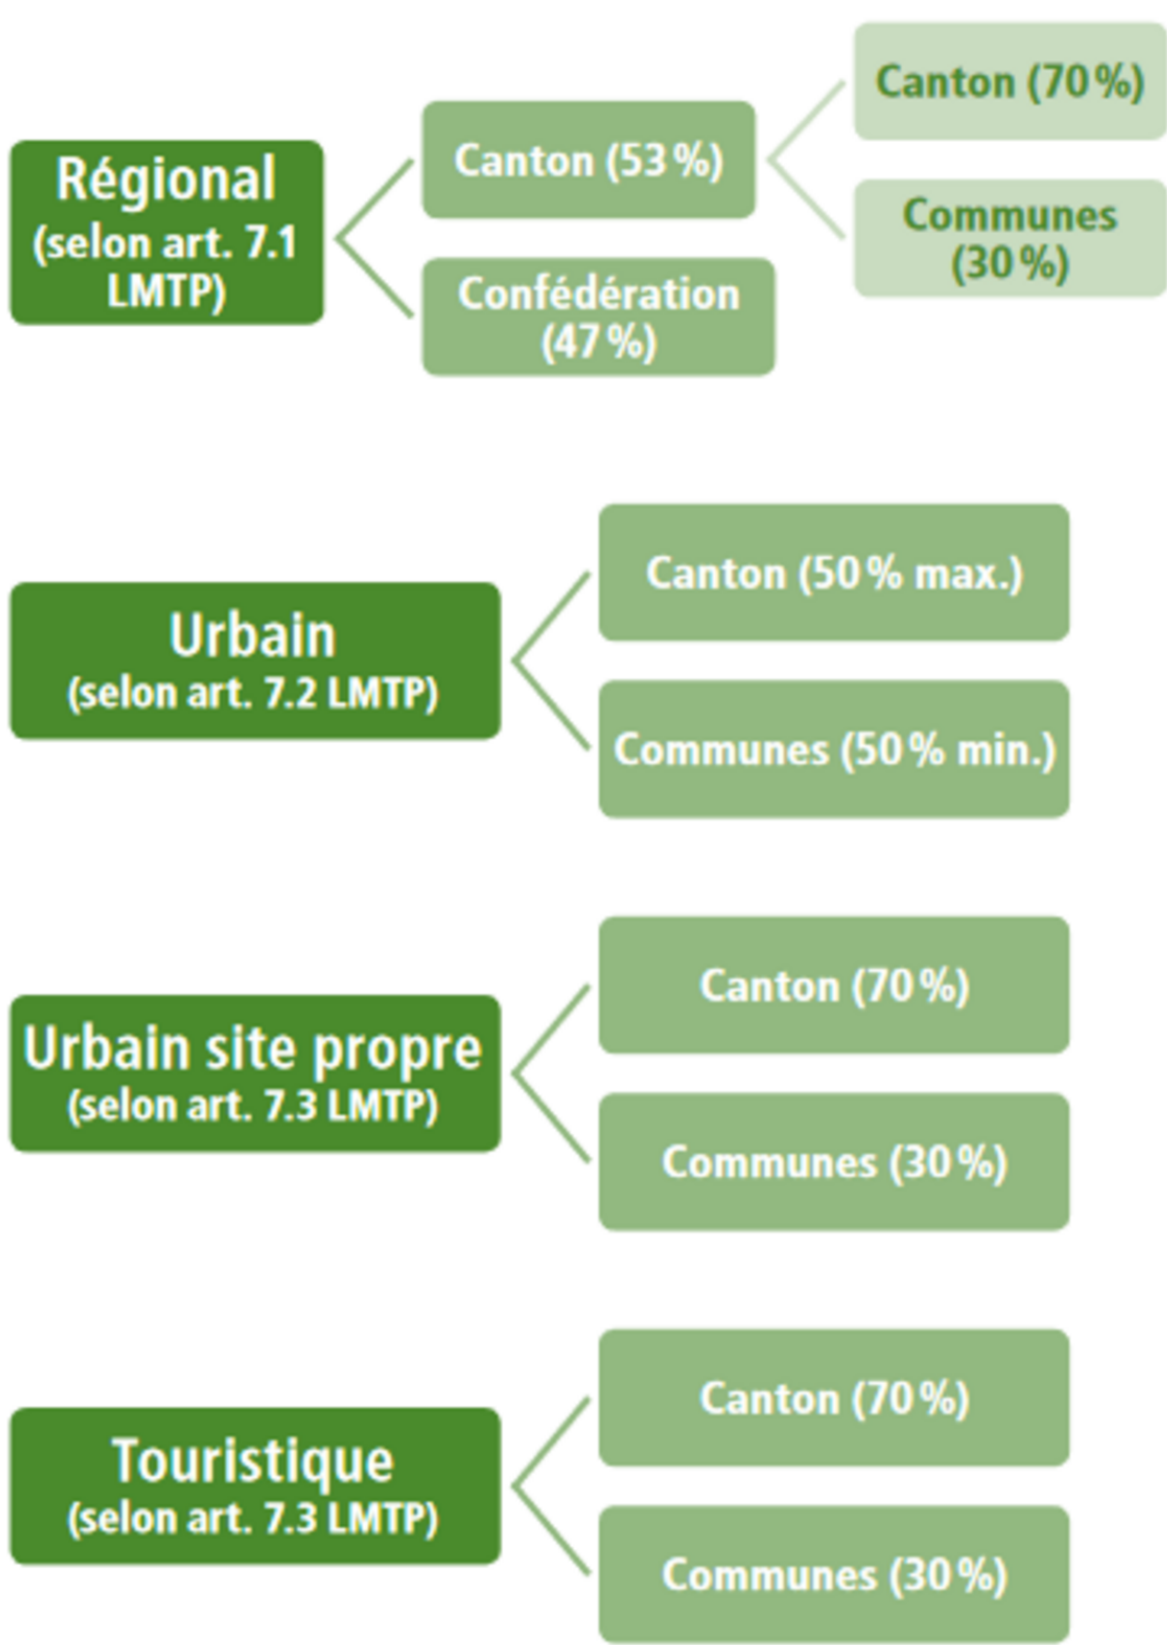 Régional
(selon art. 7.1
LMTP)
Canton (53 %)
Confédération
(47 %)
Canton (70 %)
Communes
(30 %)
Urbain
(selon art. 7.2 LMTP)
Canton (50 % max.)
Communes (50 % min.)
Urbain site propre
(selon art. 7.3 LMTP)
Canton (70 %)
Communes (30 %)
Touristique
(selon art. 7.3 LMTP)
Canton (70 %)
Communes (30 %)